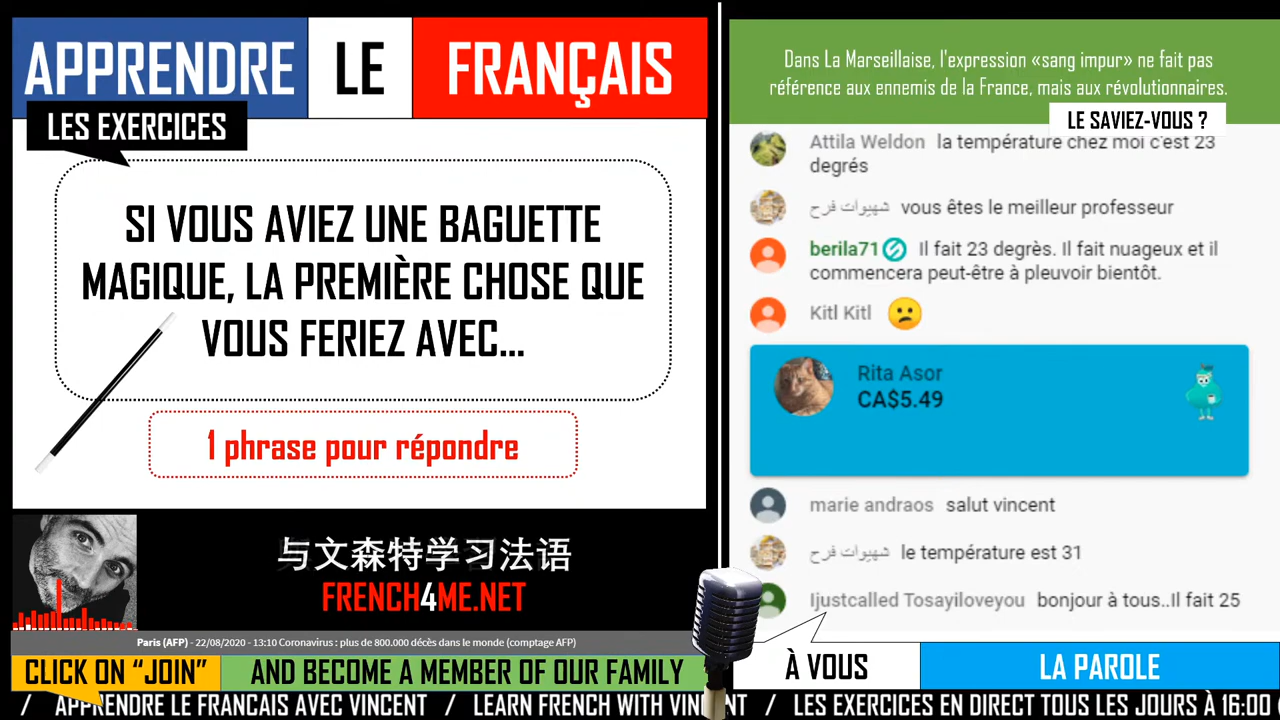 APPRENDRE LE FRANÇAIS
LES EXERCICES
SI VOUS AVIEZ UNE BAGUETTE
MAGIQUE, LA PREMIÈRE CHOSE QUE
VOUS FERIEZ AVEC...
1 phrase pour répondre
与文森特学习法语
FRENCH4ME.NET
Paris (AFP) - 22/08/2020 - 13:10 Coronavirus : plus de 800.000 décès dans le monde (comptage AFP)
CLICK ON “JOIN” AND BECOME A MEMBER OF OUR FAMILY
Dans La Marseillaise, l'expression «sang impur» ne fait pas
référence aux ennemis de la France, mais aux révolutionnaires.
LE SAVIEZ-VOUS ?
Attila Weldon la température chez moi c'est 23
degrés
شهيوات فرح vous êtes le meilleur professeur
berila71 Il fait 23 degrès. Il fait nuageux et il
commencera peut-être à pleuvoir bientôt.
Kitl Kitl
Rita Asor
CA$5.49
marie andraos salut vincent
شهيوات فرح le température est 31
Ijustcalled Tosayiloveyou bonjour à tous..Il fait 25
À VOUS LA PAROLE
/ APPRENDRE LE FRANCAIS AVEC VINCENT / LEARN FRENCH WITH VINCENT / LES EXERCICES EN DIRECT TOUS LES JOURS À 16:00